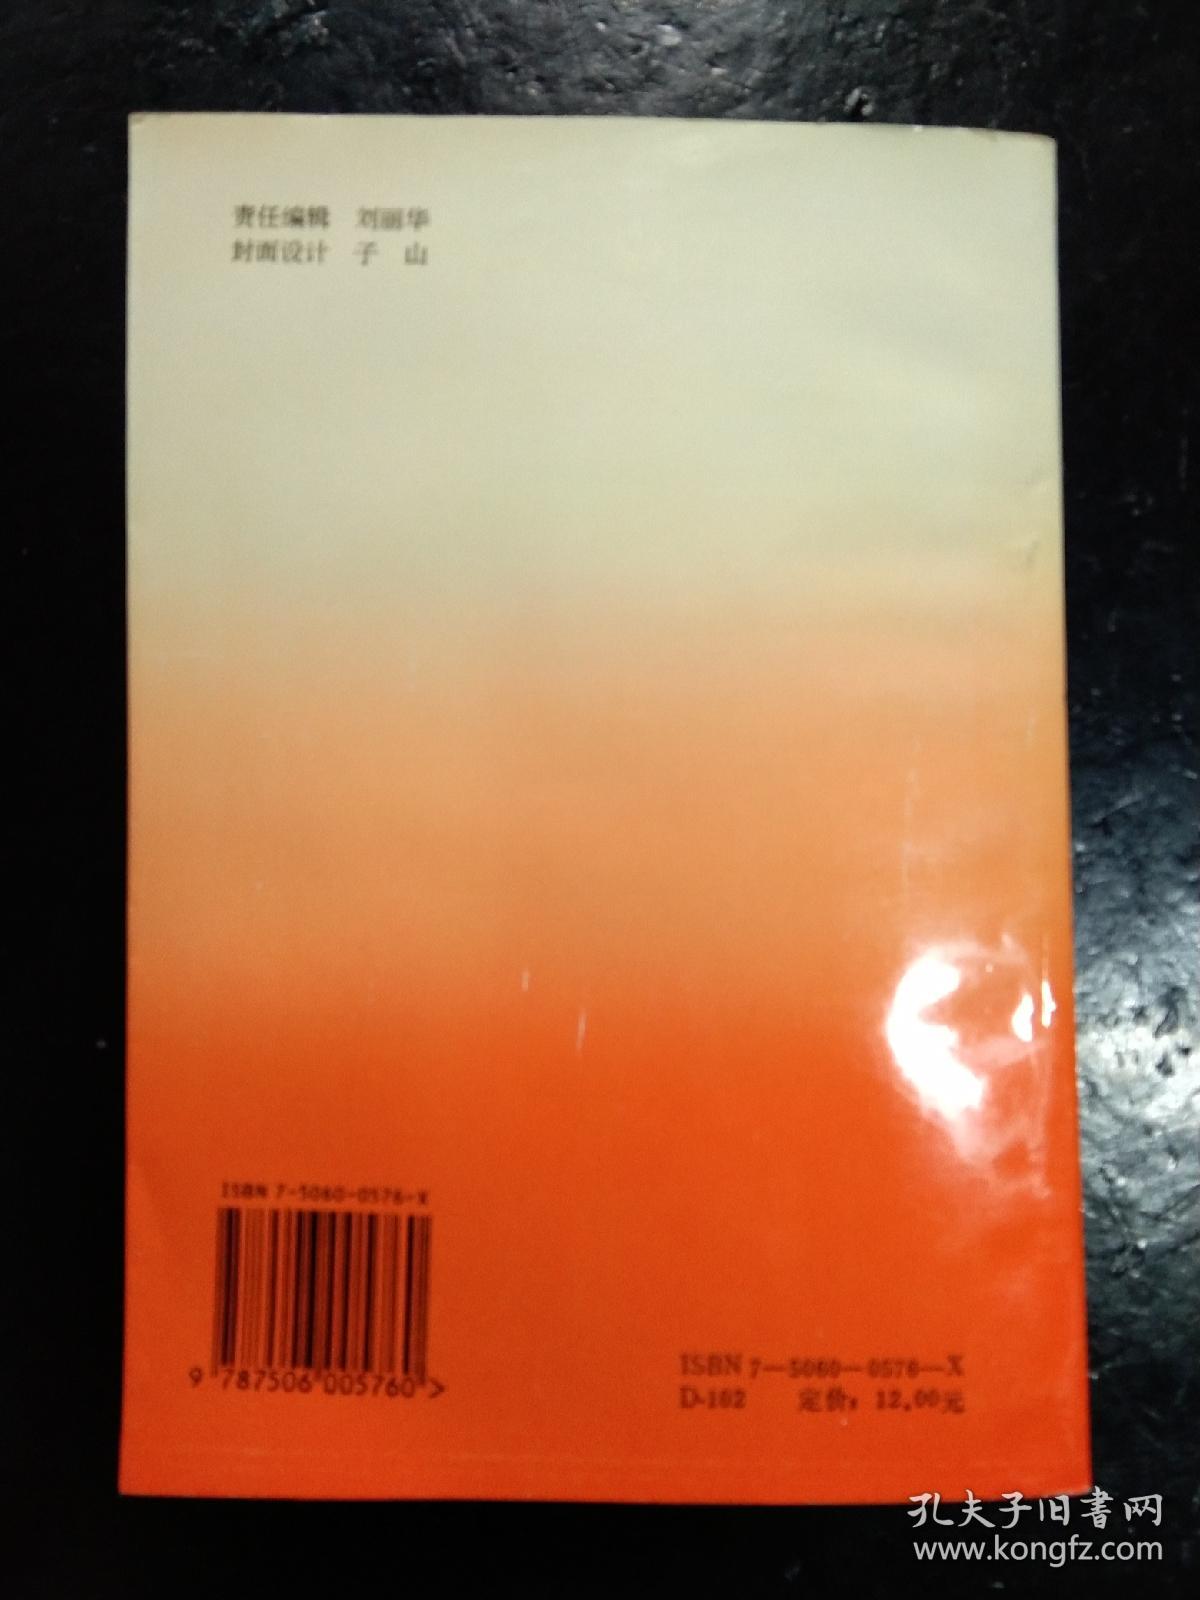 责任编辑　刘丽华
封面设计　子　山
ISBN 7-5060-0576-X
9 787506 005760 >
ISBN 7—5060—0576—X
D-102　定价：12.00元
孔夫子旧書网
www.kongfz.com